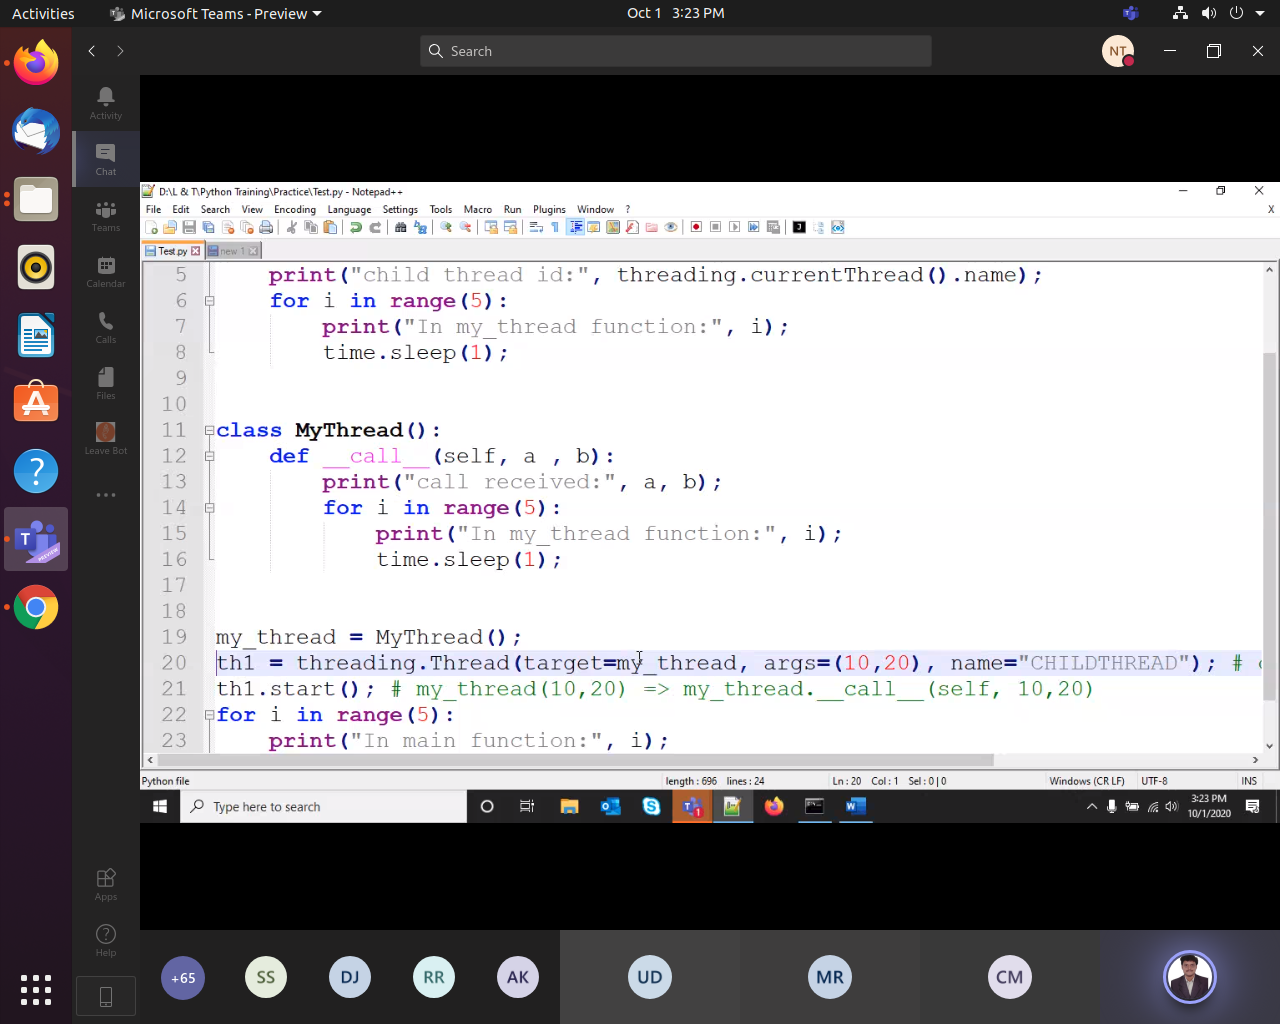 Activities
Microsoft Teams - Preview
Oct 1 3:23 PM
Search
NT
Activity
Chat
Teams
Calendar
Calls
Files
Leave Bot
Apps
Help
D:\L & T\Python Training\Practice\Test.py - Notepad++
File Edit Search View Encoding Language Settings Tools Macro Run Plugins Window ? X
Test.py new 1
5 print("child thread id:", threading.currentThread().name);
6 for i in range(5):
7 print("In my_thread function:", i);
8 time.sleep(1);
9
10
11 class MyThread():
12 def __call__(self, a , b):
13 print("call received:", a, b);
14 for i in range(5):
15 print("In my_thread function:", i);
16 time.sleep(1);
17
18
19 my_thread = MyThread();
20 th1 = threading.Thread(target=my_thread, args=(10,20), name="CHILDTHREAD"); #
21 th1.start(); # my_thread(10,20) => my_thread.__call__(self, 10,20)
22 for i in range(5):
23 print("In main function:", i);
Python file length : 696 lines : 24 Ln : 20 Col : 1 Sel : 0 | 0 Windows (CR LF) UTF-8 INS
Type here to search
3:23 PM
10/1/2020
+65 SS DJ RR AK UD MR CM